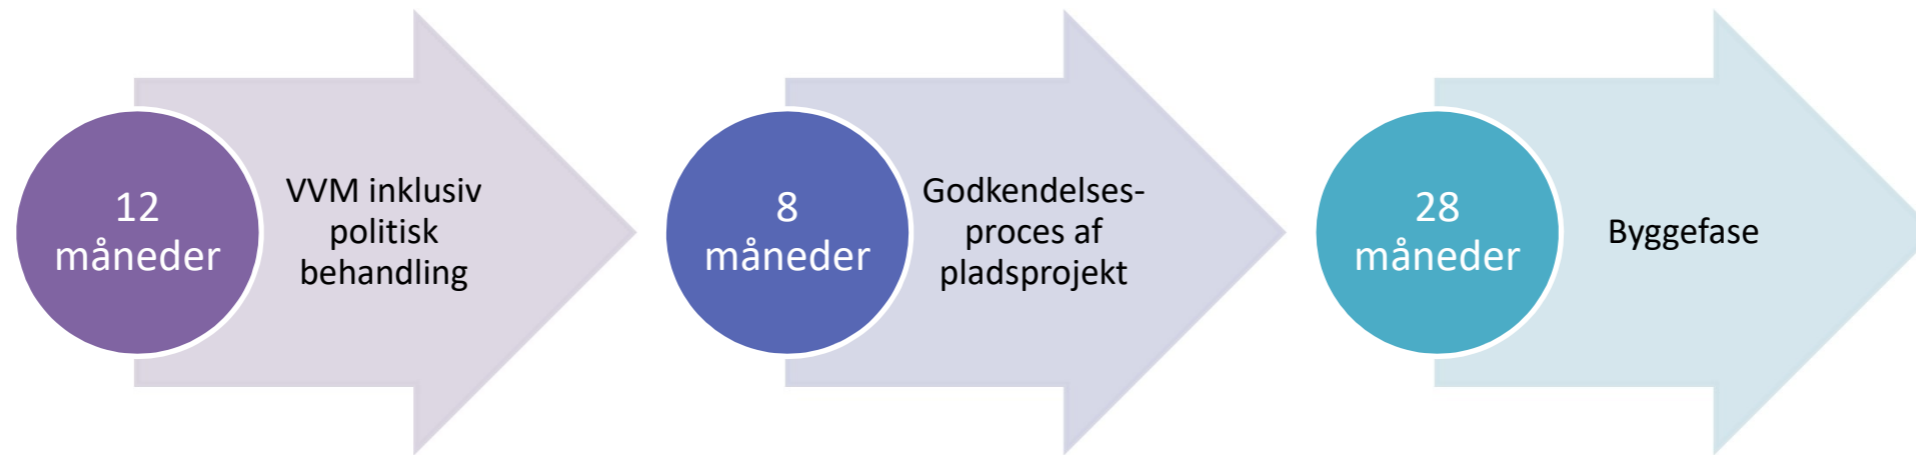 12
måneder
VVM inklusiv
politisk
behandling
8
måneder
Godkendelses-
proces af
pladsprojekt
28
måneder
Byggefase